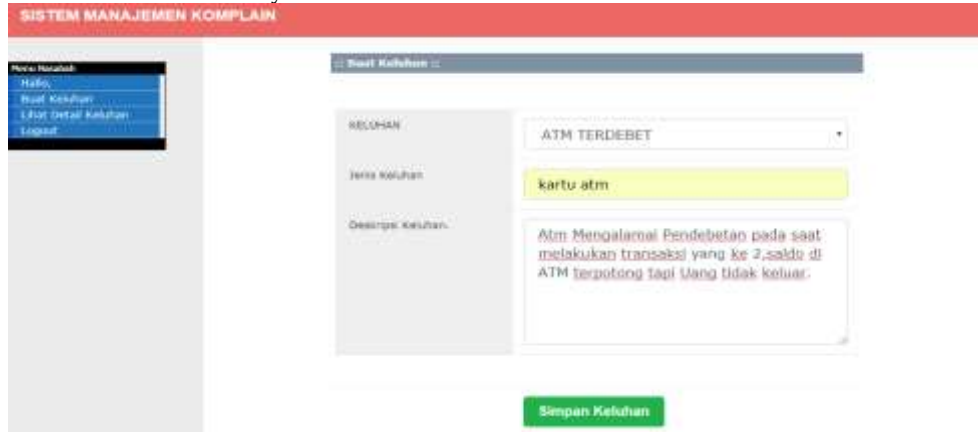 SISTEM MANAJEMEN KOMPLAIN
Menu Nasabah
Hallo,
Buat Keluhan
Lihat Detail Keluhan
Logout
:: Buat Keluhan ::
KELUHAN
ATM TERDEBET
Jenis Keluhan
kartu atm
Deskripsi Keluhan.
Atm Mengalamai Pendebetan pada saat
melakukan transaksi yang ke 2,saldo di
ATM terpotong tapi Uang tidak keluar.
Simpan Keluhan